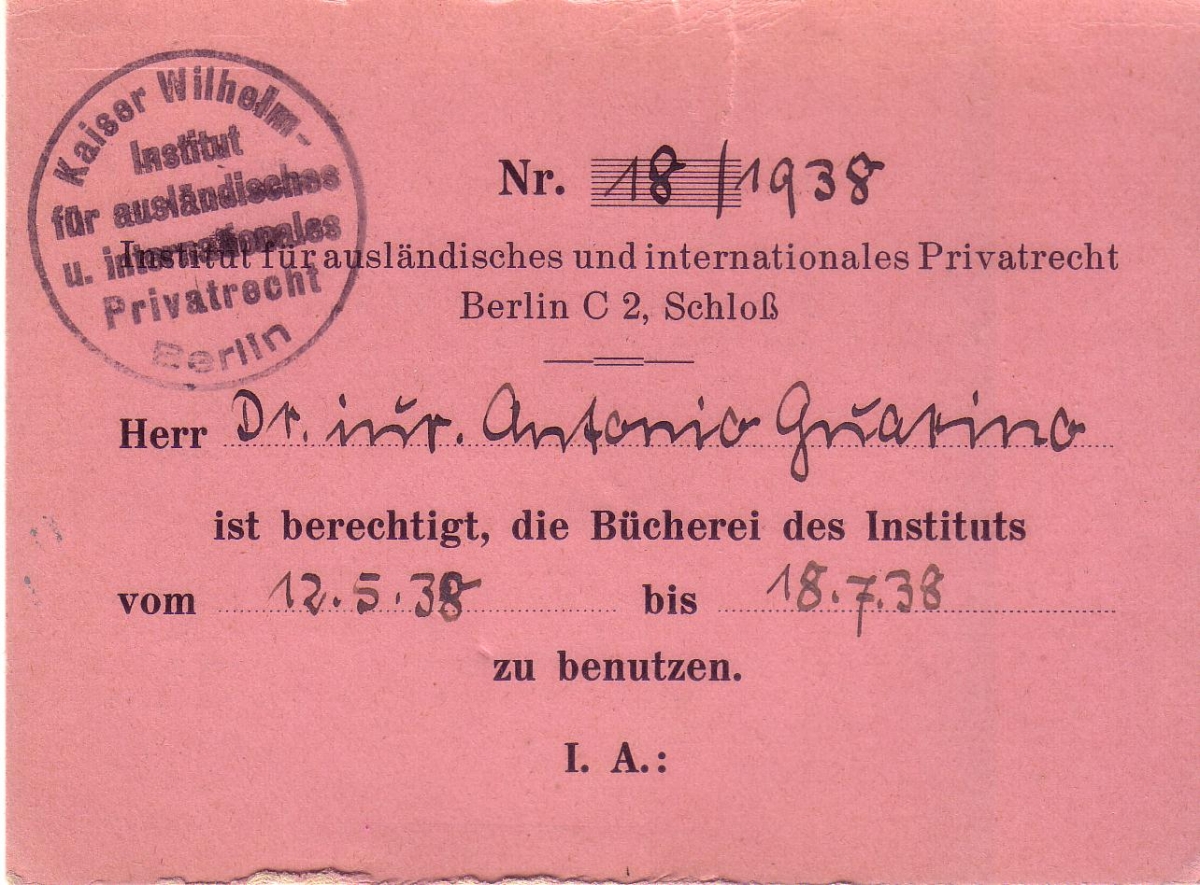 Kaiser Wilhelm-
Institut
für ausländisches
u. internationales
Privatrecht
Berlin
Nr. 18/1938
Institut für ausländisches und internationales Privatrecht
Berlin C 2, Schloß
Herr Dr. iur. Antonio Guarino
ist berechtigt, die Bücherei des Instituts
vom 12.5.38 bis 18.7.38
zu benutzen.
I. A.: